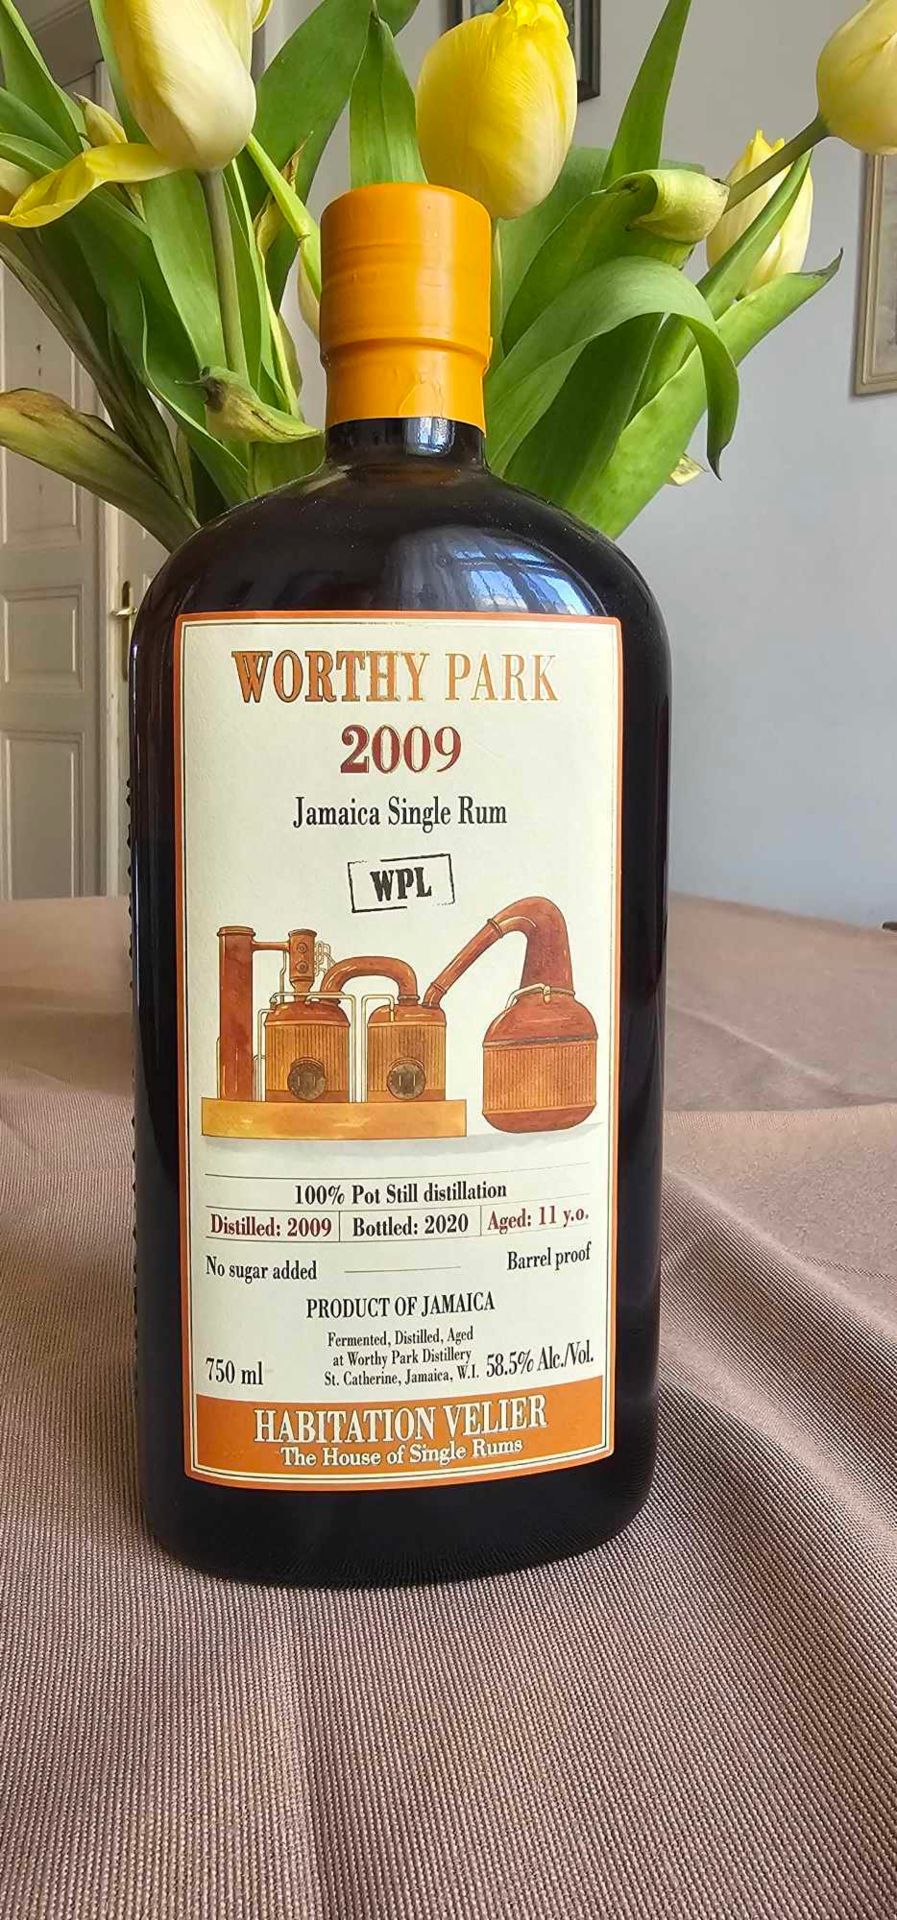 WORTHY PARK
2009
Jamaica Single Rum
WPL
100% Pot Still distillation
Distilled: 2009 Bottled: 2020 Aged: 11 y.o.
No sugar added Barrel proof
PRODUCT OF JAMAICA
Fermented, Distilled, Aged
at Worthy Park Distillery
750 ml St. Catherine, Jamaica, W.I. 58.5% Alc./Vol.
HABITATION VELIER
The House of Single Rums